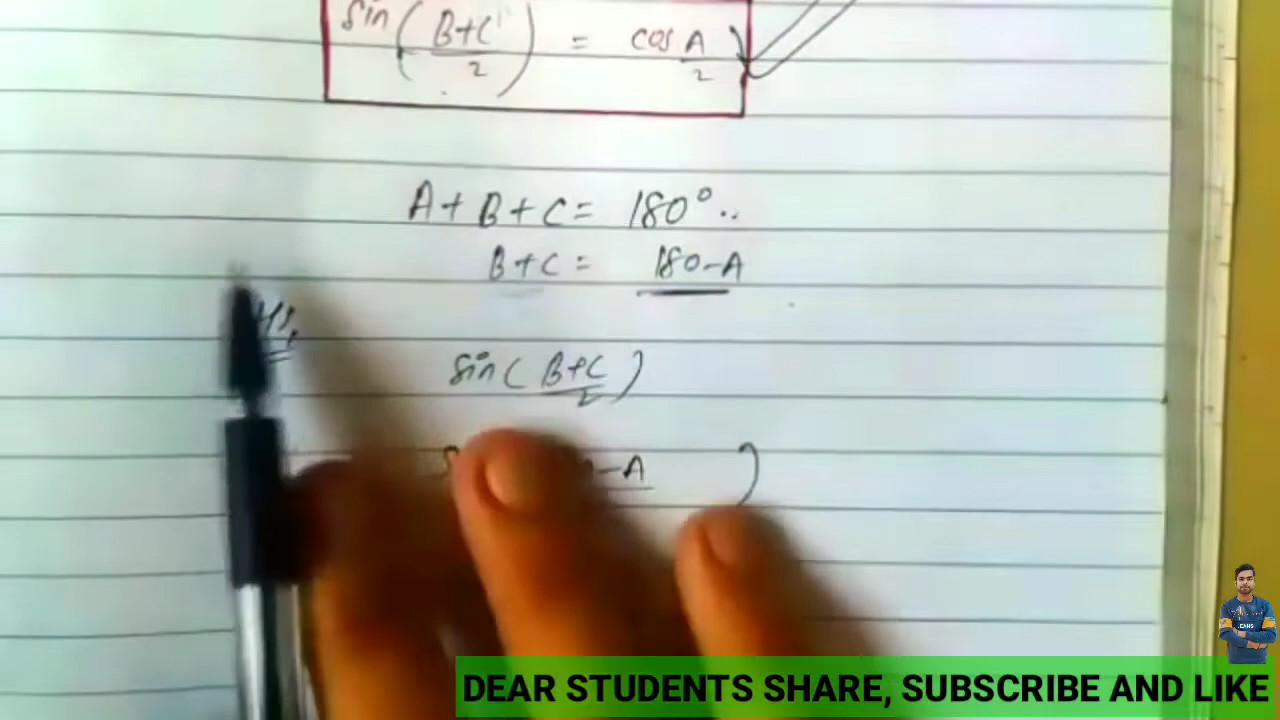 sin(B+C/2) = cos A/2
A + B + C = 180°..
B + C = 180-A
sin(B+C/2)
-A )
DEAR STUDENTS SHARE, SUBSCRIBE AND LIKE